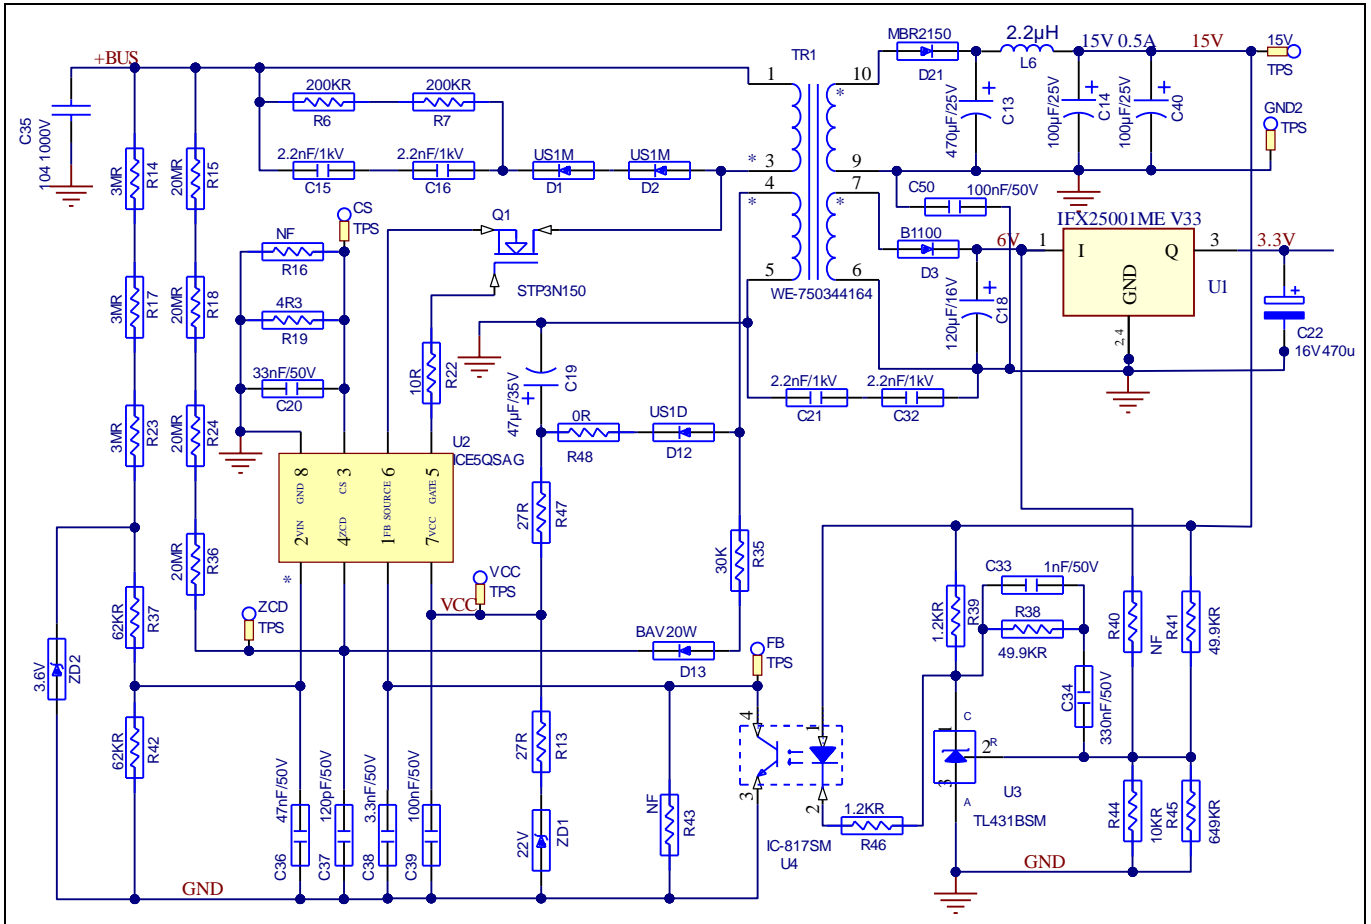 +BUS
C35
104 1000V
3MR
R14
20MR
R15
200KR
R6
200KR
R7
2.2nF/1kV
C15
2.2nF/1kV
C16
US1M
D1
US1M
D2
TR1
1
3
4
5
10
9
7
6
*
*
*
*
WE-750344164
MBR2150
D21
2.2µH
L6
15V 0.5A
15V
15V
TPS
470µF/25V
C13
100µF/25V
C14
100µF/25V
C40
GND2
TPS
C50
100nF/50V
B1100
D3
6V
120µF/16V
C18
IFX25001ME V33
1
I
Q
3
GND
2, 4
U1
3.3V
C22
16V470u
CS
TPS
NF
R16
4R3
R19
33nF/50V
C20
Q1
STP3N150
10R
R22
3MR
R17
20MR
R18
3MR
R23
20MR
R24
20MR
R36
47µF/35V
C19
0R
R48
US1D
D12
2.2nF/1kV
C21
2.2nF/1kV
C32
U2
ICE5QSAG
8
GND
3
CS
6
SOURCE
5
GATE
2
VIN
4
ZCD
1
FB
7
VCC
*
27R
R47
30K
R35
VCC
VCC
TPS
ZCD
TPS
BAV20W
D13
FB
TPS
62KR
R37
3.6V
ZD2
62KR
R42
47nF/50V
C36
120pF/50V
C37
3.3nF/50V
C38
100nF/50V
C39
27R
R13
22V
ZD1
NF
R43
4
3
1
2
IC-817SM
U4
1.2KR
R46
1.2KR
R39
C33
1nF/50V
R38
49.9KR
C34
330nF/50V
R40
NF
R41
49.9KR
C
1
2
R
3
A
U3
TL431BSM
R44
10KR
R45
649KR
GND
GND